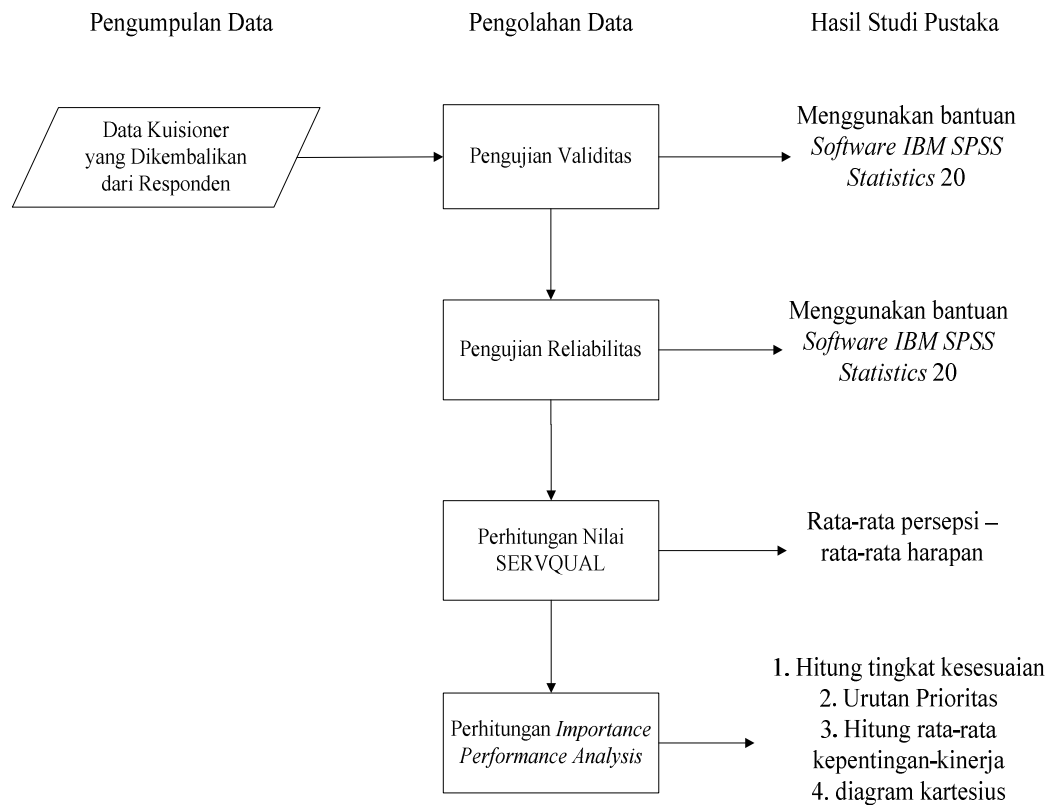 Pengumpulan Data
Pengolahan Data
Hasil Studi Pustaka
Data Kuisioner
yang Dikembalikan
dari Responden
Pengujian Validitas
Menggunakan bantuan
Software IBM SPSS
Statistics 20
Pengujian Reliabilitas
Menggunakan bantuan
Software IBM SPSS
Statistics 20
Perhitungan Nilai
SERVQUAL
Rata-rata persepsi –
rata-rata harapan
Perhitungan Importance
Performance Analysis
1. Hitung tingkat kesesuaian
2. Urutan Prioritas
3. Hitung rata-rata
kepentingan-kinerja
4. diagram kartesius